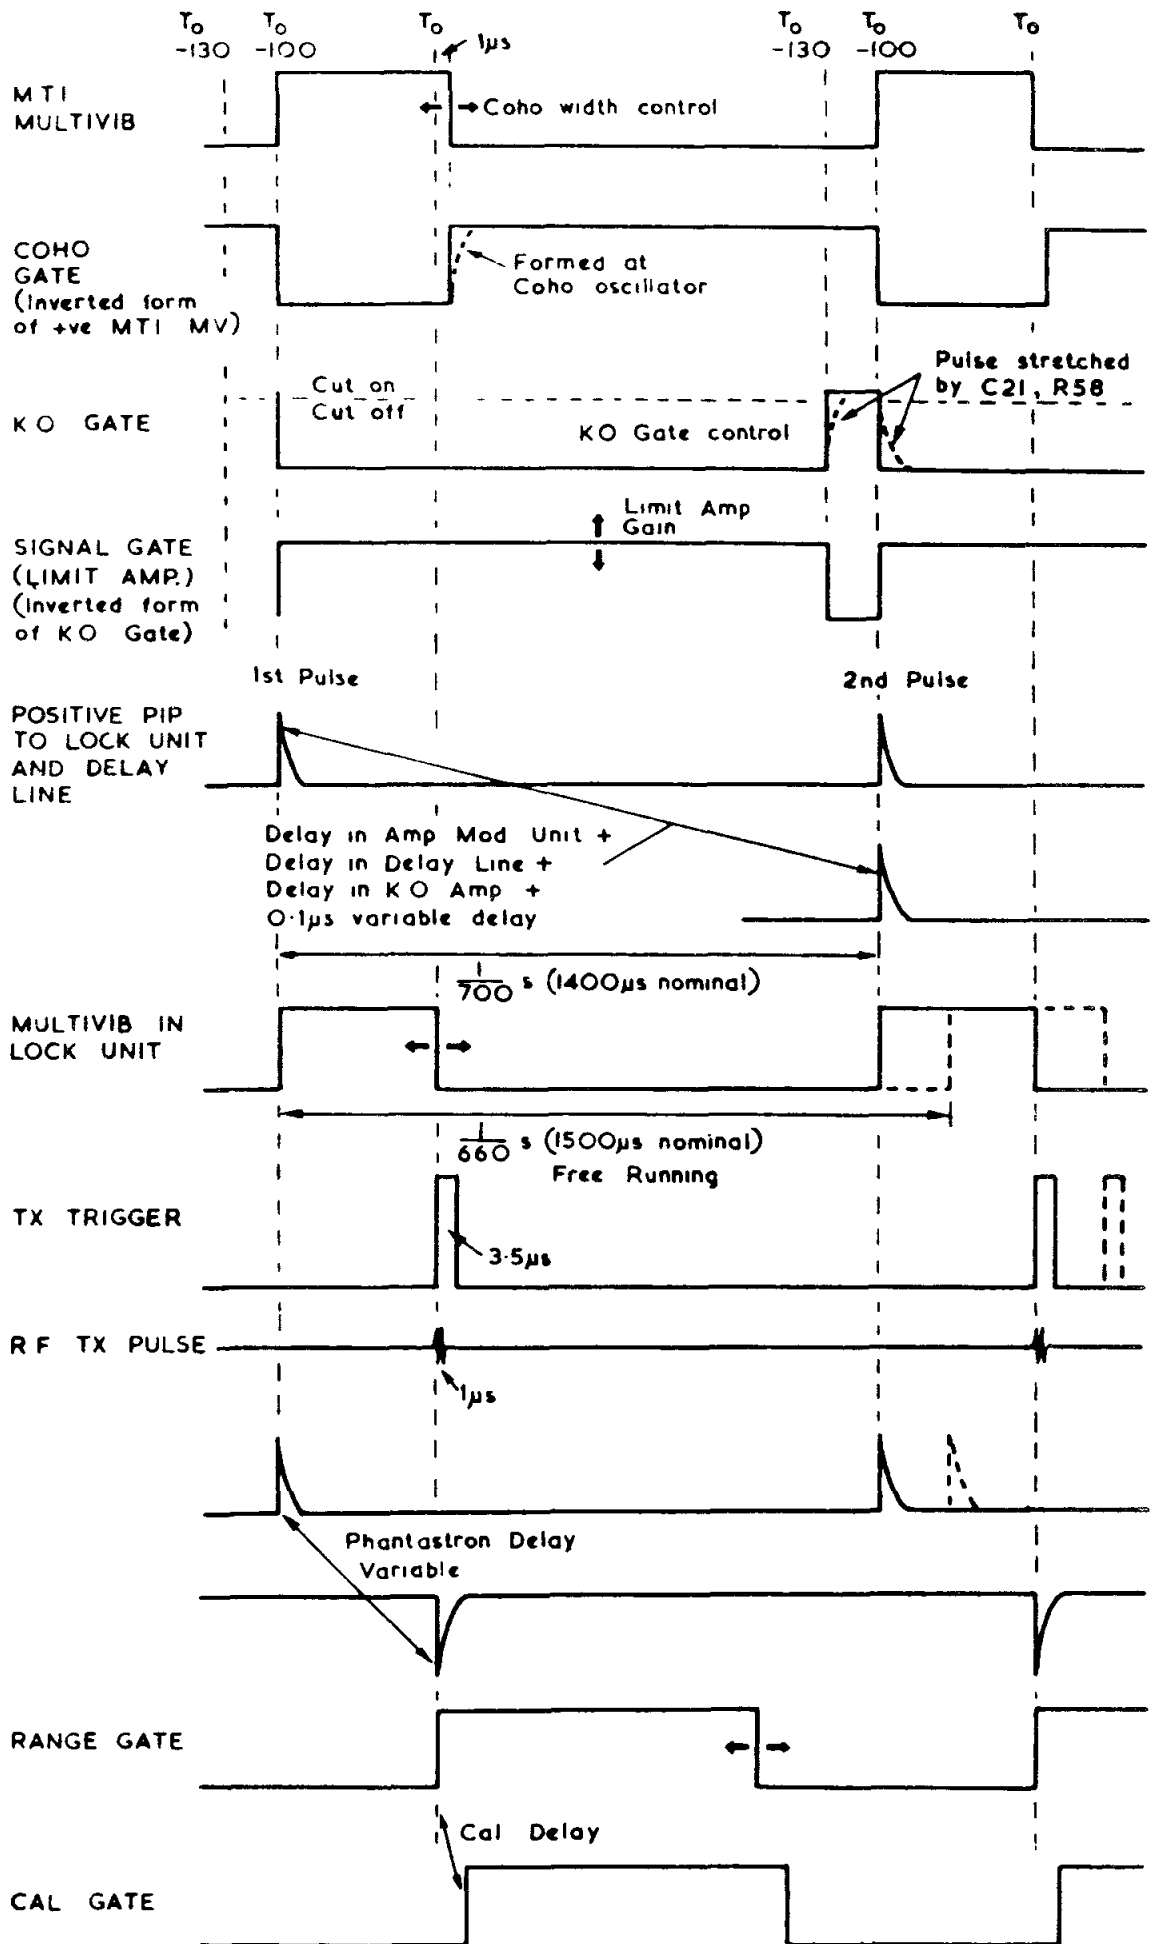 To To To To To To
-130 -100 1μs -130 -100
MTI
MULTIVIB
Coho width control
COHO
GATE
(Inverted form
of +ve MTI MV)
Formed at
Coho oscillator
Pulse stretched
by C21, R58
Cut on
Cut off
KO GATE
KO Gate control
Limit Amp
Gain
SIGNAL GATE
(LIMIT AMP.)
(Inverted form
of KO Gate)
1st Pulse
2nd Pulse
POSITIVE PIP
TO LOCK UNIT
AND DELAY
LINE
Delay in Amp Mod Unit +
Delay in Delay Line +
Delay in KO Amp +
0·1μs variable delay
1/700 s (1400μs nominal)
MULTIVIB IN
LOCK UNIT
1/660 s (1500μs nominal)
Free Running
TX TRIGGER
3·5μs
RF TX PULSE
1μs
Phantastron Delay
Variable
RANGE GATE
Cal Delay
CAL GATE